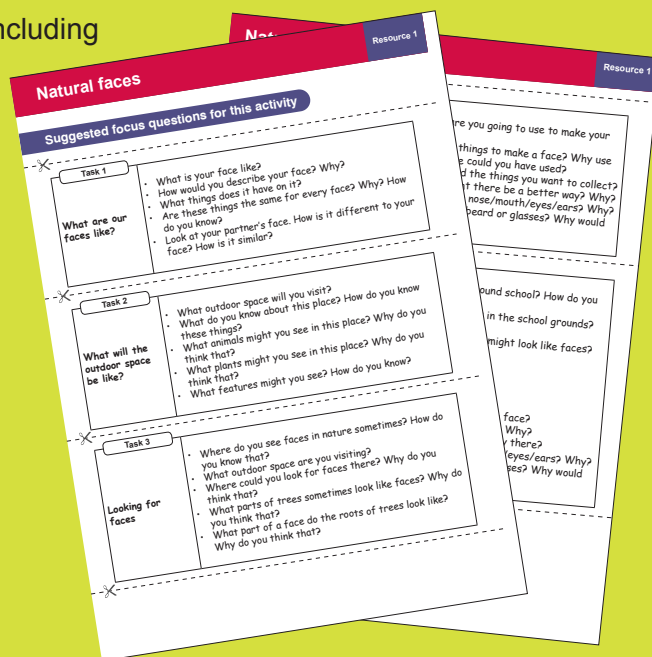 ncluding
Natural faces
Resource 1
Suggested focus questions for this activity
Task 1
What are our
faces like?
• What is your face like?
• How would you describe your face? Why?
• What things does it have on it?
• Are these things the same for every face? Why? How
do you know?
• Look at your partner's face. How is it different to your
face? How is it similar?
Task 2
What will the
outdoor space
be like?
• What outdoor space will you visit?
• What do you know about this place? How do you know
these things?
• What animals might you see in this place? Why do you
think that?
• What plants might you see in this place? Why do you
think that?
• What features might you see? How do you know?
Task 3
Looking for
faces
• Where do you see faces in nature sometimes? How do
you know that?
• What outdoor space are you visiting?
• Where could you look for faces there? Why do you
think that?
• What parts of trees sometimes look like faces? Why do
you think that?
• What part of a face do the roots of trees look like?
Why do you think that?
Resource 1
re you going to use to make your
things to make a face? Why use
could you have used?
d the things you want to collect?
t there be a better way? Why?
nose/mouth/eyes/ears? Why?
beard or glasses? Why would
und school? How do you
in the school grounds?
might look like faces?
face?
Why?
there?
/eyes/ears? Why?
ses? Why would